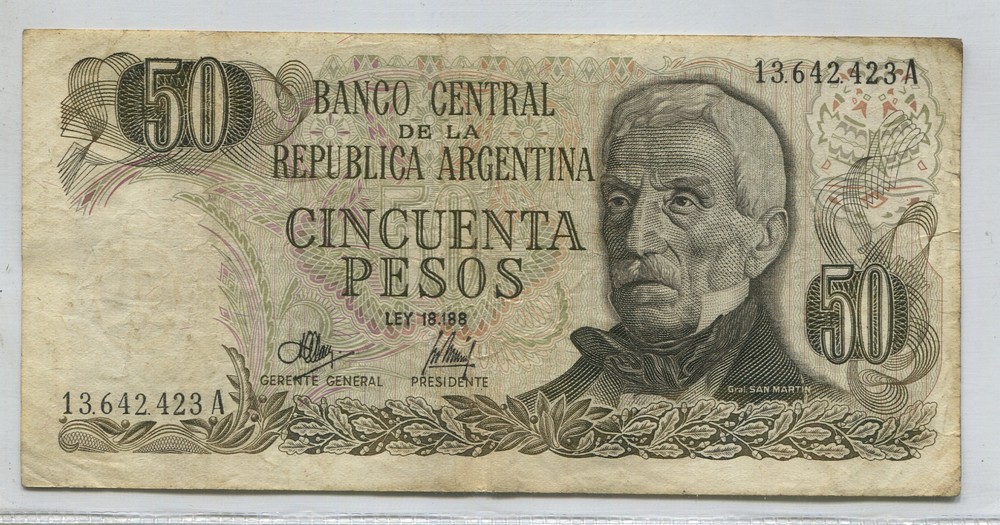 50
BANCO CENTRAL
DE LA
REPUBLICA ARGENTINA
13.642.423 A
CINCUENTA
PESOS
LEY 18.188
GERENTE GENERAL
PRESIDENTE
50
Gral. SAN MARTIN
13.642.423 A